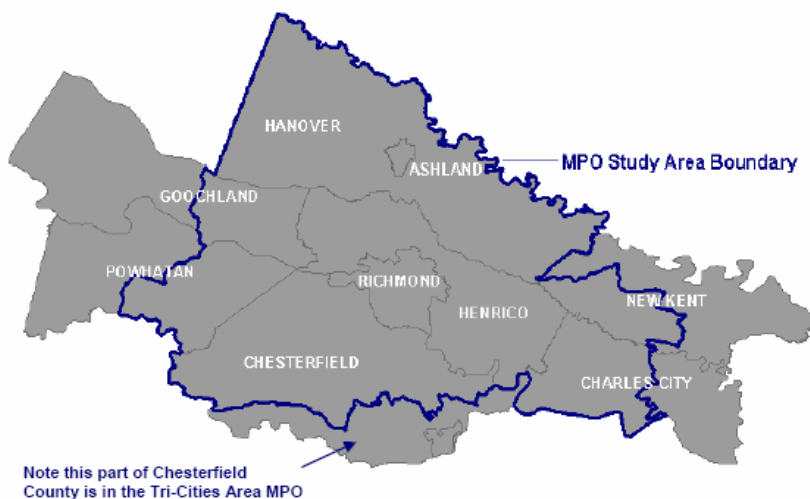 HANOVER
ASHLAND
MPO Study Area Boundary
GOOCHLAND
POWHATAN
RICHMOND
NEW KENT
HENRICO
CHESTERFIELD
CHARLES CITY
Note this part of Chesterfield
County is in the Tri-Cities Area MPO